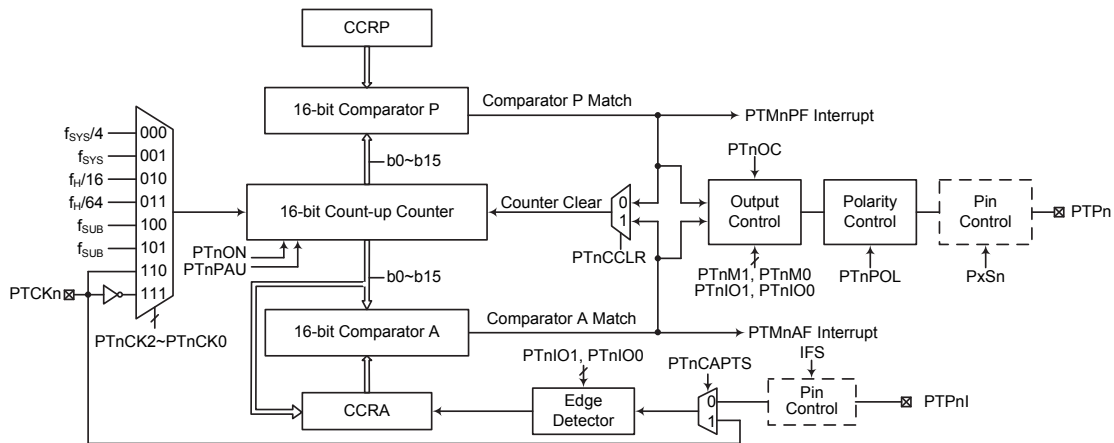 CCRP
16-bit Comparator P
Comparator P Match
PTMnPF Interrupt
fSYS/4
000
fSYS
001
fH/16
010
fH/64
011
fSUB
100
fSUB
101
110
111
PTCKn
PTnCK2~PTnCK0
b0~b15
16-bit Count-up Counter
PTnON
PTnPAU
Counter Clear
0
1
PTnCCLR
PTnOC
Output
Control
PTnM1, PTnM0
PTnIO1, PTnIO0
Polarity
Control
PTnPOL
Pin
Control
PxSn
PTPn
b0~b15
16-bit Comparator A
Comparator A Match
PTMnAF Interrupt
CCRA
PTnIO1, PTnIO0
Edge
Detector
PTnCAPTS
0
1
IFS
Pin
Control
PTPnI